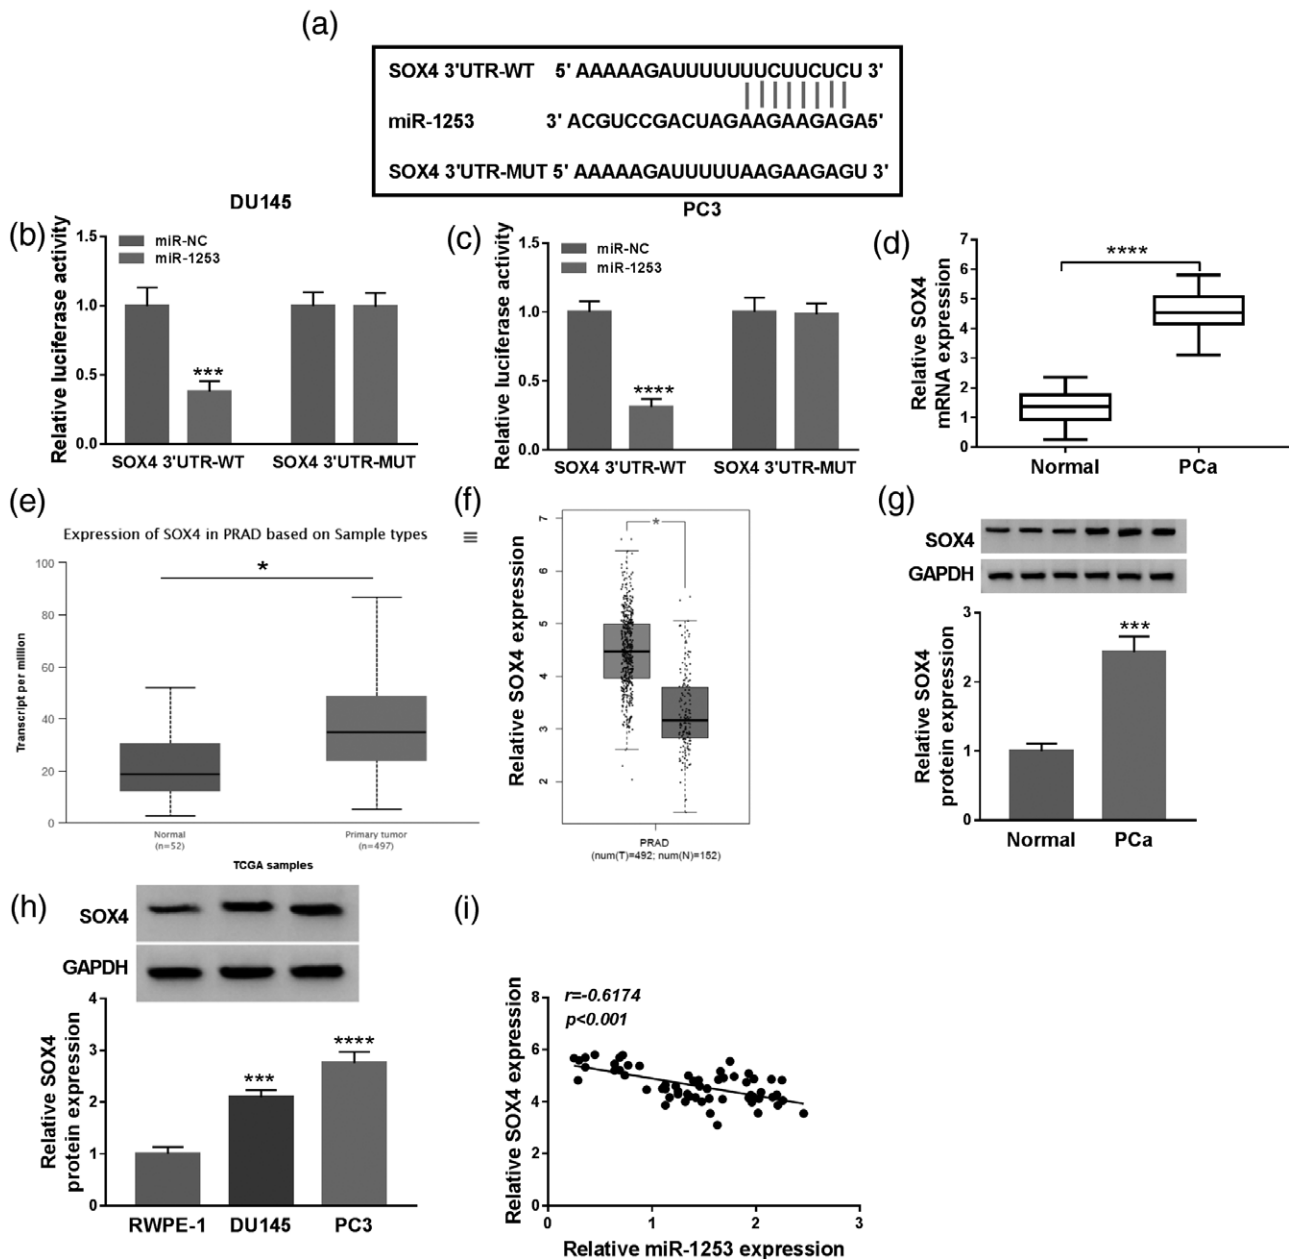 (a)
SOX4 3'UTR-WT 5' AAAAAGAUUUUUUUCUUCUCU 3'
miR-1253 3' ACGUCCGACUAGAAGAAGAGA5'
SOX4 3'UTR-MUT 5' AAAAAGAUUUUUAAGAAGAGU 3'
(b)
DU145
Relative luciferase activity
miR-NC
miR-1253
1.5
1.0
0.5
0.0
***
SOX4 3'UTR-WT
SOX4 3'UTR-MUT
(c)
PC3
Relative luciferase activity
miR-NC
miR-1253
1.5
1.0
0.5
0.0
****
SOX4 3'UTR-WT
SOX4 3'UTR-MUT
(d)
Relative SOX4
mRNA expression
7
6
5
4
3
2
1
0
****
Normal
PCa
(e)
Expression of SOX4 in PRAD based on Sample types
Transcript per million
100
80
60
40
20
0
*
Normal
(n=52)
Primary tumor
(n=497)
TCGA samples
(f)
Relative SOX4 expression
7
6
5
4
3
2
*
PRAD
(num(T)=492; num(N)=152)
(g)
SOX4
GAPDH
Relative SOX4
protein expression
3
2
1
0
***
Normal
PCa
(h)
SOX4
GAPDH
Relative SOX4
protein expression
4
3
2
1
0
***
****
RWPE-1
DU145
PC3
(i)
r=-0.6174
p<0.001
Relative SOX4 expression
8
6
4
2
0
0
1
2
3
Relative miR-1253 expression